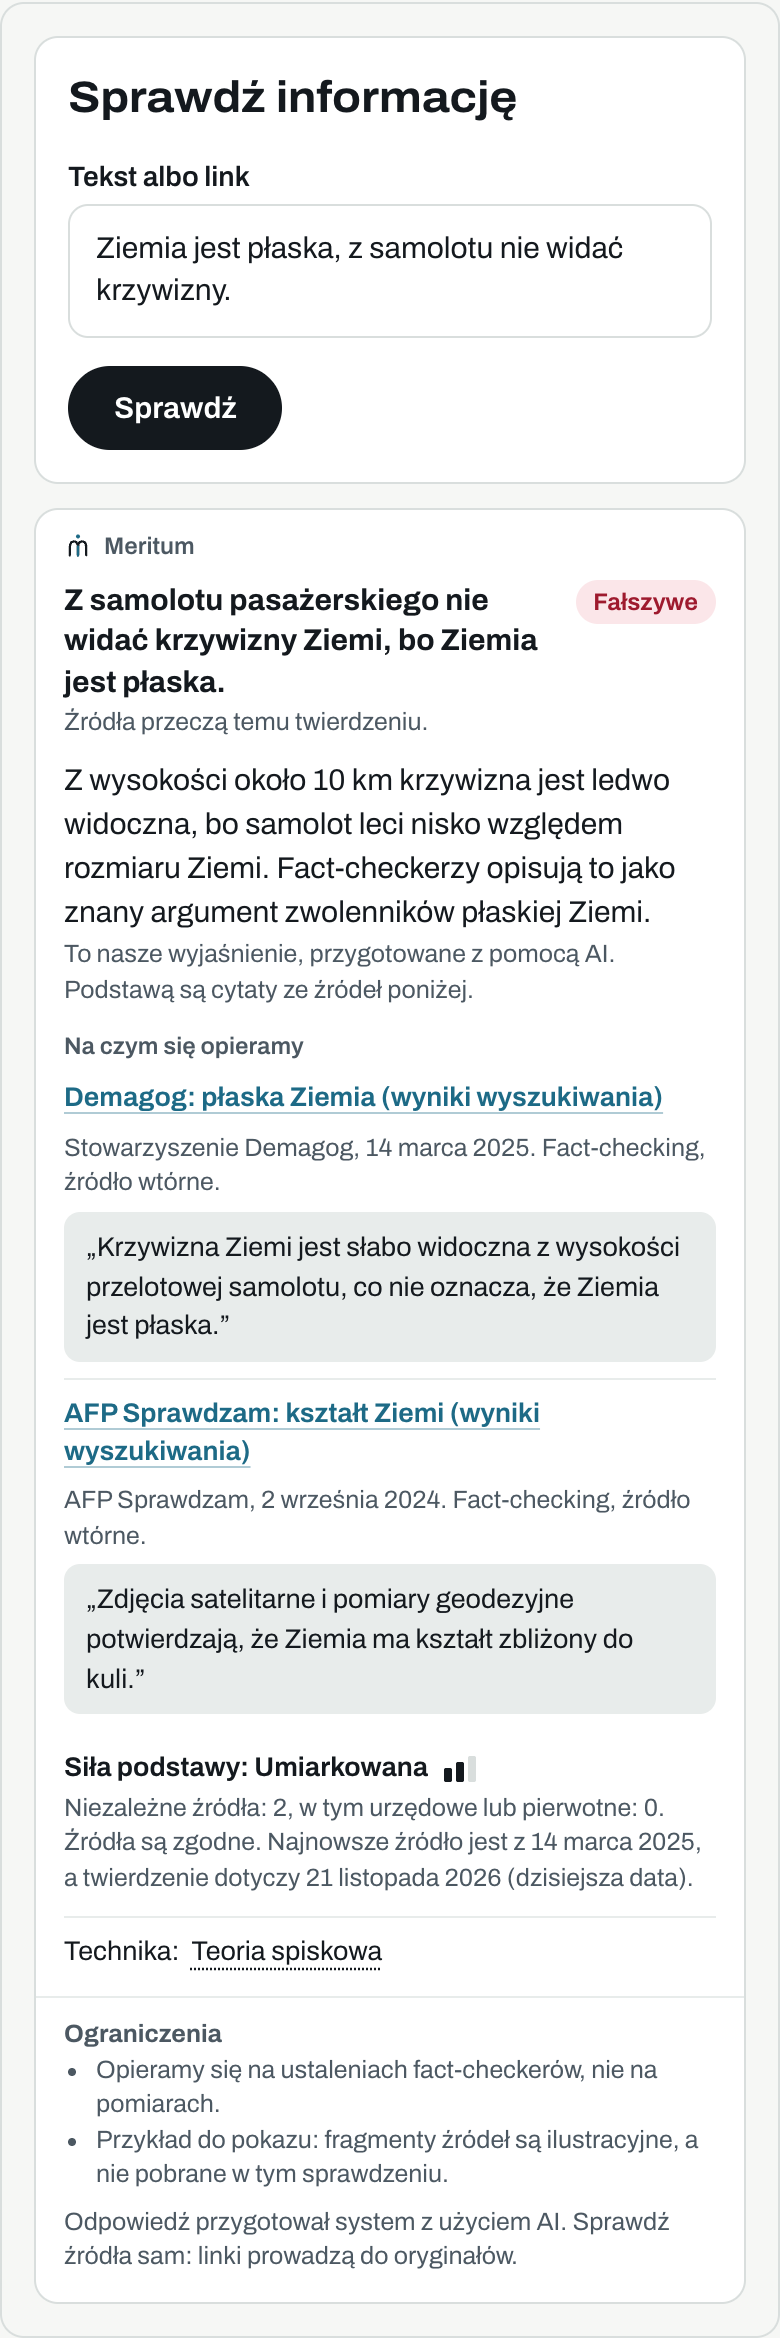 Sprawdź informację
Tekst albo link
Ziemia jest płaska, z samolotu nie widać
krzywizny.
Sprawdź
Meritum
Z samolotu pasażerskiego nie
widać krzywizny Ziemi, bo Ziemia
jest płaska.
Fałszywe
Źródła przeczą temu twierdzeniu.
Z wysokości około 10 km krzywizna jest ledwo
widoczna, bo samolot leci nisko względem
rozmiaru Ziemi. Fact-checkerzy opisują to jako
znany argument zwolenników płaskiej Ziemi.
To nasze wyjaśnienie, przygotowane z pomocą AI.
Podstawą są cytaty ze źródeł poniżej.
Na czym się opieramy
Demagog: płaska Ziemia (wyniki wyszukiwania)
Stowarzyszenie Demagog, 14 marca 2025. Fact-checking,
źródło wtórne.
„Krzywizna Ziemi jest słabo widoczna z wysokości
przelotowej samolotu, co nie oznacza, że Ziemia
jest płaska.”
AFP Sprawdzam: kształt Ziemi (wyniki
wyszukiwania)
AFP Sprawdzam, 2 września 2024. Fact-checking, źródło
wtórne.
„Zdjęcia satelitarne i pomiary geodezyjne
potwierdzają, że Ziemia ma kształt zbliżony do
kuli.”
Siła podstawy: Umiarkowana
Niezależne źródła: 2, w tym urzędowe lub pierwotne: 0.
Źródła są zgodne. Najnowsze źródło jest z 14 marca 2025,
a twierdzenie dotyczy 21 listopada 2026 (dzisiejsza data).
Technika: Teoria spiskowa
Ograniczenia
• Opieramy się na ustaleniach fact-checkerów, nie na
pomiarach.
• Przykład do pokazu: fragmenty źródeł są ilustracyjne, a
nie pobrane w tym sprawdzeniu.
Odpowiedź przygotował system z użyciem AI. Sprawdź
źródła sam: linki prowadzą do oryginałów.